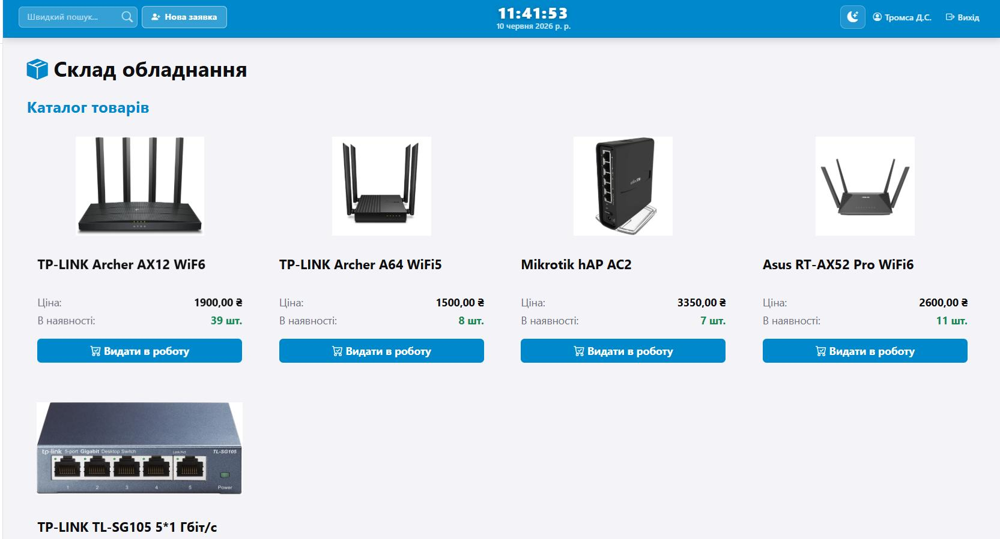 Швидкий пошук...
Нова заявка
11:41:53
10 червня 2026 р. р.
Тромса Д.С.
Вихід
Склад обладнання
Каталог товарів
TP-LINK Archer AX12 WiF6
Ціна: 1900,00 ₴
В наявності: 39 шт.
Видати в роботу
TP-LINK Archer A64 WiFi5
Ціна: 1500,00 ₴
В наявності: 8 шт.
Видати в роботу
Mikrotik hAP AC2
Ціна: 3350,00 ₴
В наявності: 7 шт.
Видати в роботу
Asus RT-AX52 Pro WiFi6
Ціна: 2600,00 ₴
В наявності: 11 шт.
Видати в роботу
tp-link 5-port Gigabit Desktop Switch
Link/Act
TL-SG105
1 2 3 4 5 Power
TP-LINK TL-SG105 5*1 Гбіт/с